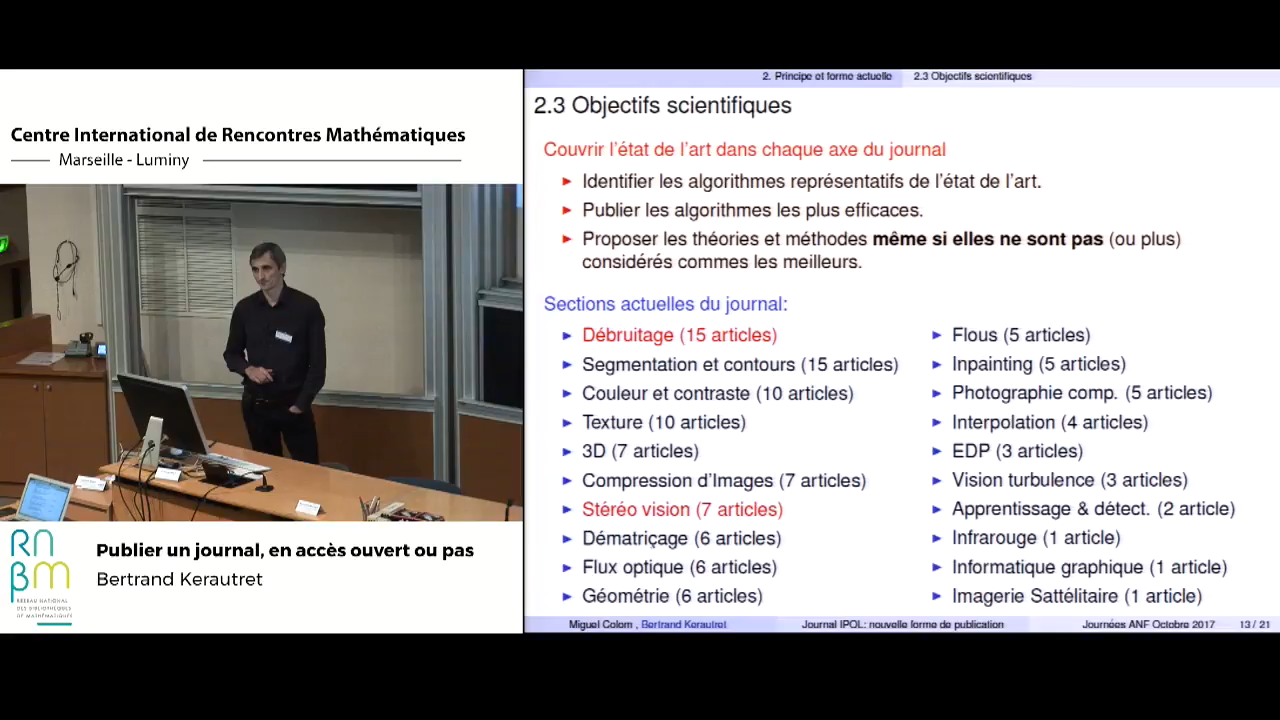 Centre International de Rencontres Mathématiques
Marseille - Luminy
Publier un journal, en accès ouvert ou pas
Bertrand Kerautret
RNBM
RÉSEAU NATIONAL
DES BIBLIOTHÈQUES
DE MATHÉMATIQUES
2. Principe et forme actuelle 2.3 Objectifs scientifiques
2.3 Objectifs scientifiques
Couvrir l'état de l'art dans chaque axe du journal
Identifier les algorithmes représentatifs de l'état de l'art.
Publier les algorithmes les plus efficaces.
Proposer les théories et méthodes même si elles ne sont pas (ou plus)
considérés commes les meilleurs.
Sections actuelles du journal:
Débruitage (15 articles)
Segmentation et contours (15 articles)
Couleur et contraste (10 articles)
Texture (10 articles)
3D (7 articles)
Compression d'Images (7 articles)
Stéréo vision (7 articles)
Dématriçage (6 articles)
Flux optique (6 articles)
Géométrie (6 articles)
Flous (5 articles)
Inpainting (5 articles)
Photographie comp. (5 articles)
Interpolation (4 articles)
EDP (3 articles)
Vision turbulence (3 articles)
Apprentissage & détect. (2 article)
Infrarouge (1 article)
Informatique graphique (1 article)
Imagerie Sattélitaire (1 article)
Miguel Colom , Bertrand Kerautret Journal IPOL: nouvelle forme de publication Journées ANF Octobre 2017 13 / 21